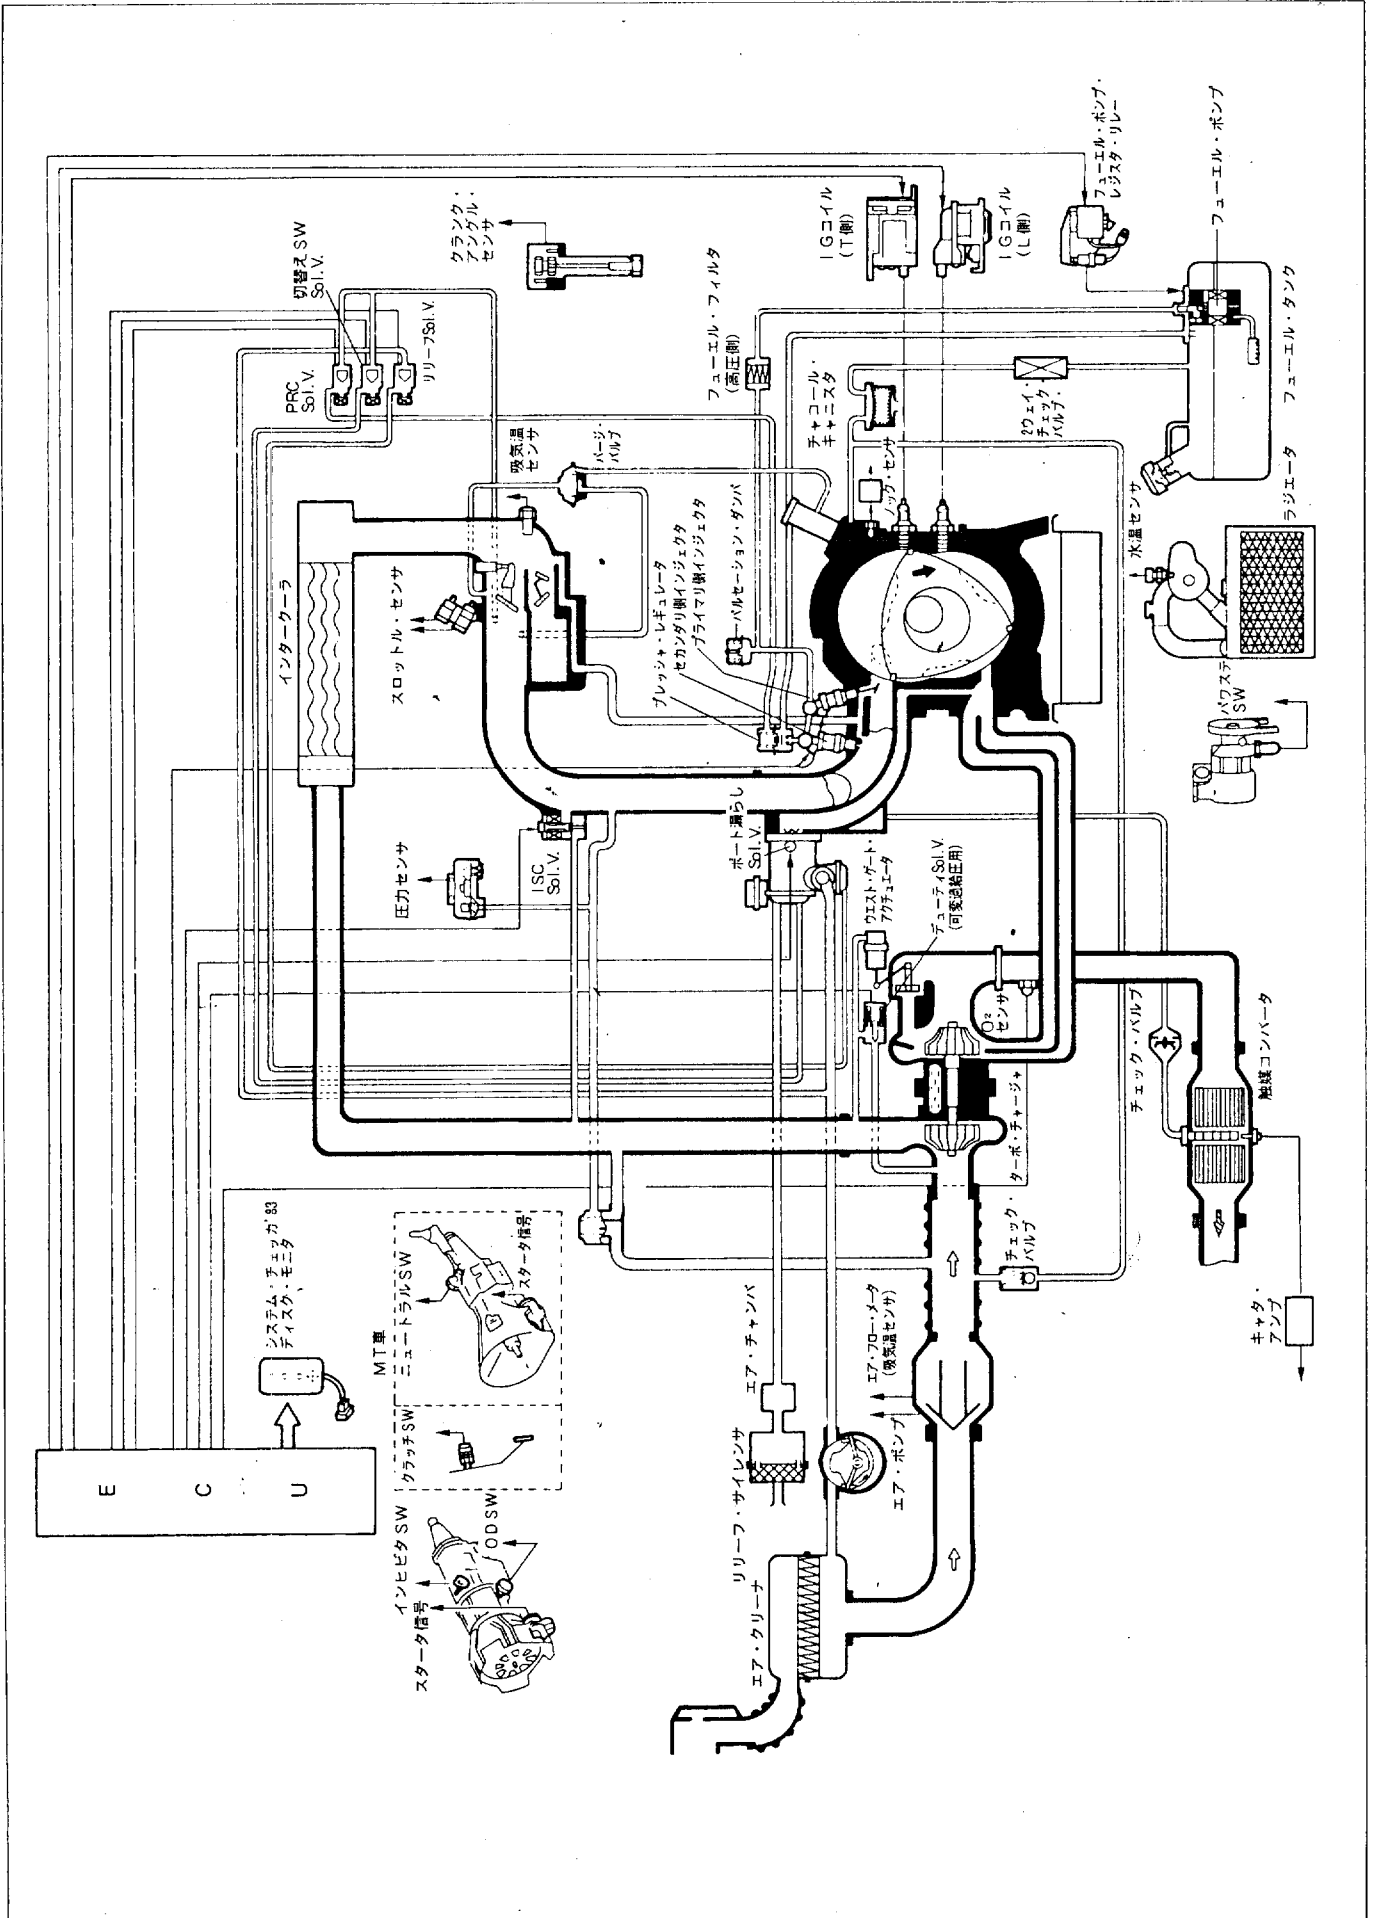 フューエル・ポンプ・
レジスタ・リレー
フューエル・ポンプ
フューエル・タンク
クランク・
アングル・
センサ
IGコイル
(T側)
IGコイル
(L側)
切替えSW
Sol.V.
PRC
Sol.V.
リリーフSol.V.
フューエル・フィルタ
(高圧側)
チャコール・
キャニスタ
2ウェイ・
チェック・
バルブ・
吸気温
センサ
パージ・
バルブ
ノック・センサ
水温センサ
ラジエータ
インタークーラ
スロットル・センサ
プレッシャ・レギュレータ
セカンダリ側インジェクタ
プライマリ側インジェクタ
パルセーション・ダンパ
パワステ
SW
圧力センサ
ISC
Sol.V.
ポート漏らし
Sol.V.
ウエスト・ゲート・
アクチュエータ
デューティSol.V.
(可変過給圧用)
O2
センサ
ターボ・チャージャ
チェック・バルブ
触媒コンバータ
システム・チェッカ'83
ディスク・モニタ
MT車
ニュートラルSW
スタータ信号
クラッチSW
エア・チャンバ
エア・フロー・メータ
(吸気温センサ)
チェック・
バルブ
キャタ・
アンプ
E C U
インヒビタSW
ODSW
スタータ信号
リリーフ・サイレンサ
エア・ポンプ
エア・クリーナ